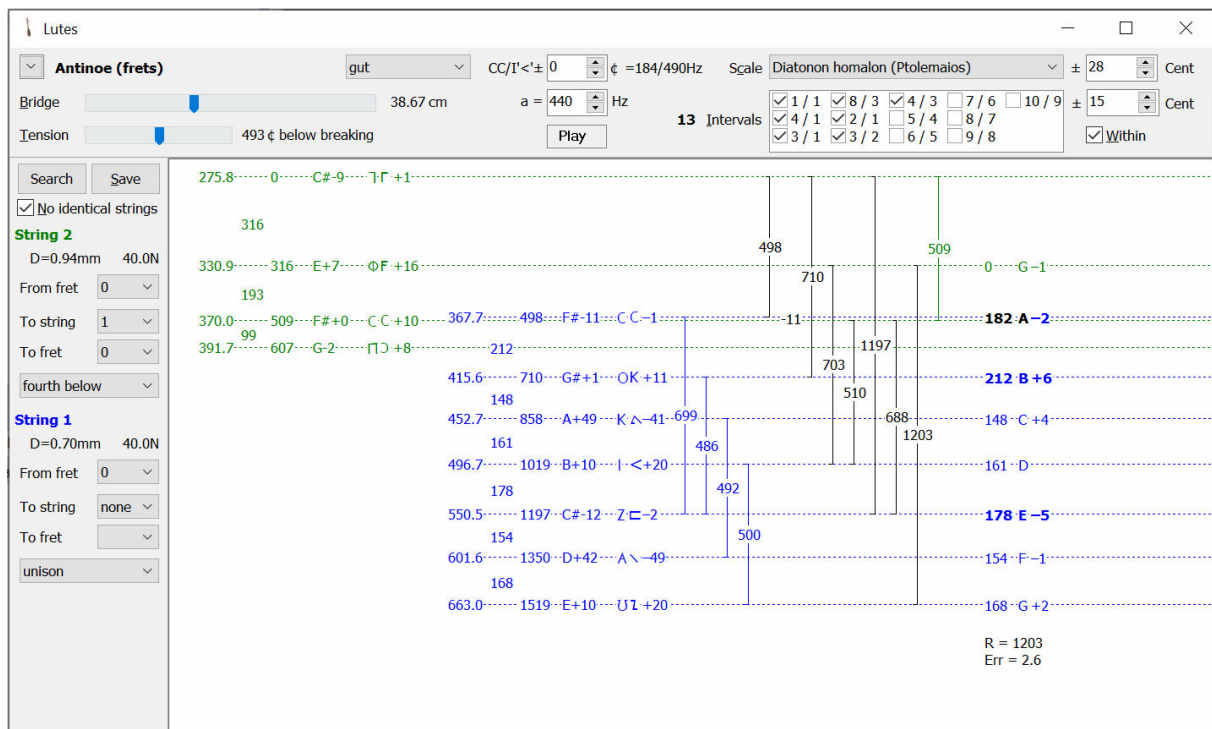 Lutes
Antinoe (frets) gut CC/I'<'± 0 ¢ =184/490Hz Scale Diatonon homalon (Ptolemaios) ± 28 Cent
Bridge 38.67 cm a = 440 Hz 13 Intervals 1 / 1 8 / 3 4 / 3 7 / 6 10 / 9 ± 15 Cent
4 / 1 2 / 1 5 / 4 8 / 7
Tension 493 ¢ below breaking Play 3 / 1 3 / 2 6 / 5 9 / 8 Within
Search Save
No identical strings
String 2
D=0.94mm 40.0N
From fret 0
To string 1
To fret 0
fourth below
String 1
D=0.70mm 40.0N
From fret 0
To string none
To fret
unison
275.8 0 C#-9 +1
316
498 509
330.9 316 E+7 ΦF +16 0 G−1
710
193
367.7 498 F#-11 C C −1
370.0 509 F#+0 C C +10 -11 182 A−2
99
1197
391.7 607 G-2 +8 212
703
415.6 710 G#+1 OK +11 212 B+6
510
148
699 688
452.7 858 A+49 K −41 148 C+4
1203
161 486
496.7 1019 B+10 I < +20 161 D
178 492
550.5 1197 C#-12 Z −2 178 E−5
154 500
601.6 1350 D+42 A \ −49 154 F−1
168
663.0 1519 E+10 +20 168 G+2
R = 1203
Err = 2.6